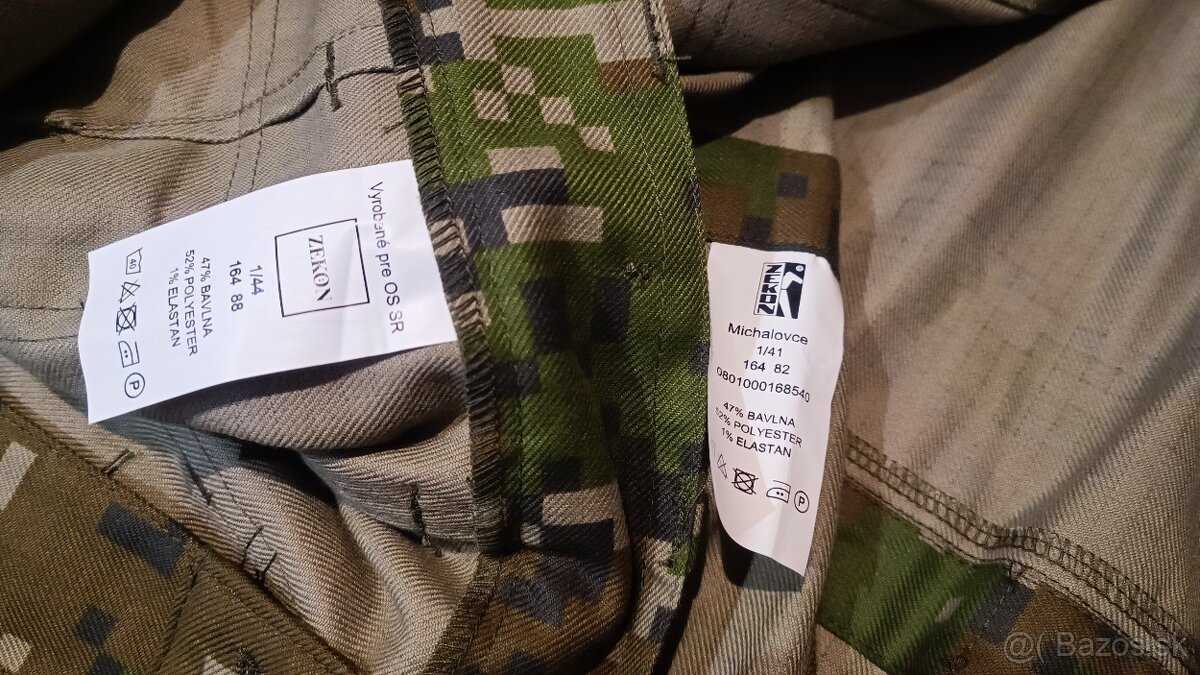 Vyrobené pre OS SR
ZEKON
1/44
164 88
47% BAVLNA
52% POLYESTER
1% ELASTAN
40
P
ZEKON
Michalovce
1/41
164 82
0801000168540
47% BAVLNA
52% POLYESTER
1% ELASTAN
P
@( Bazos.sk